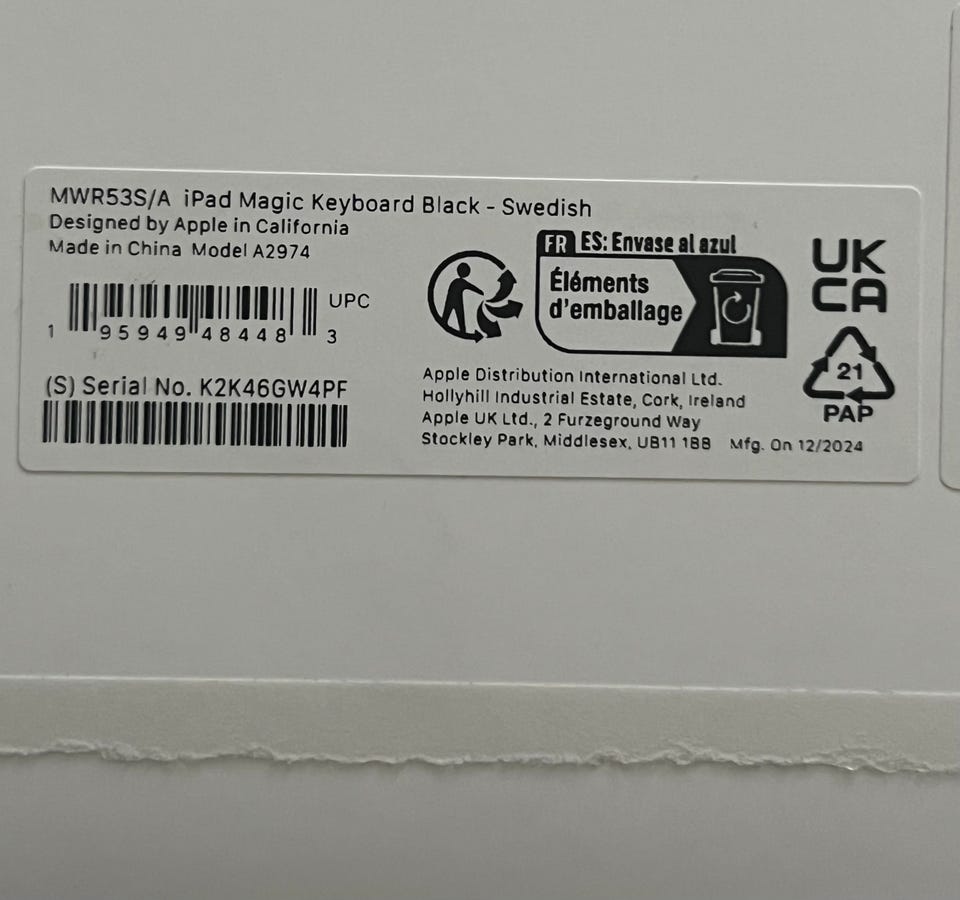 MWR53S/A iPad Magic Keyboard Black - Swedish
Designed by Apple in California
Made in China Model A2974
UPC
1 95949 48448 3
(S) Serial No. K2K46GW4PF
FR ES: Envase al azul
Éléments
d'emballage
UK
CA
21
PAP
Apple Distribution International Ltd.
Hollyhill Industrial Estate, Cork, Ireland
Apple UK Ltd., 2 Furzeground Way
Stockley Park, Middlesex, UB11 1BB Mfg. On 12/2024